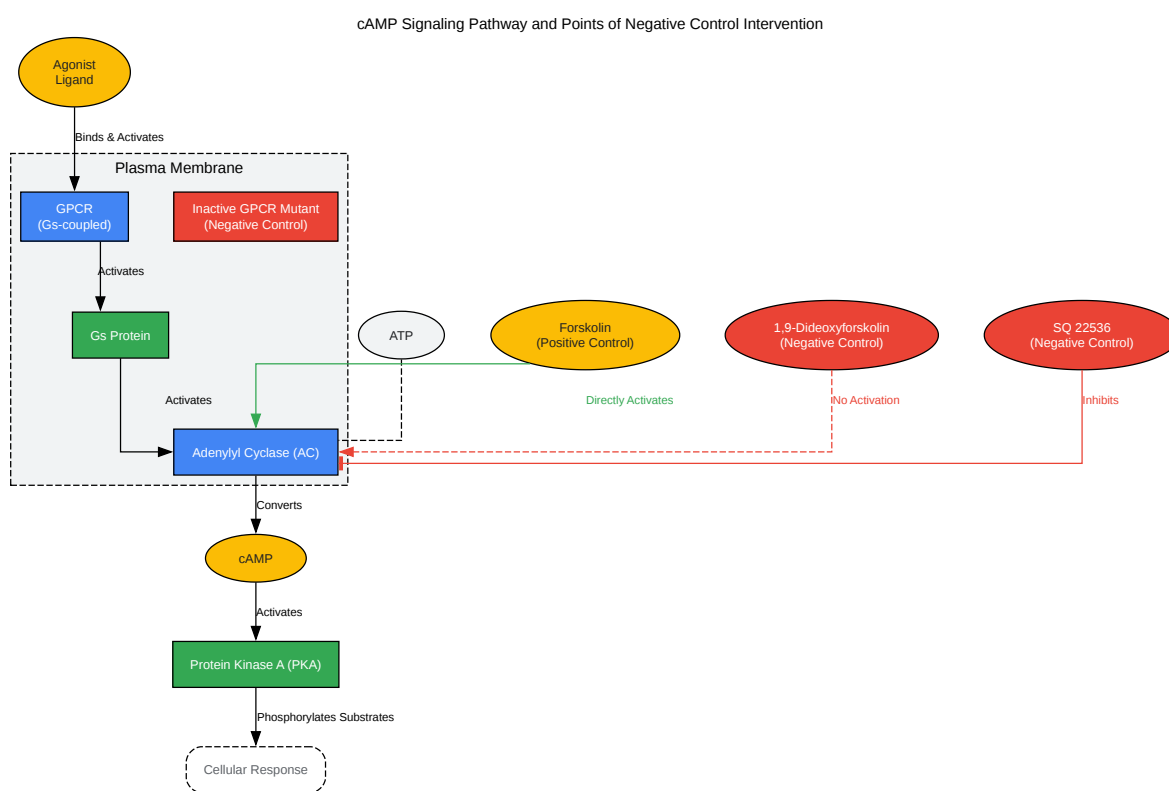 cAMP Signaling Pathway and Points of Negative Control Intervention
Agonist
Ligand
Binds & Activates
Plasma Membrane
GPCR
(Gs-coupled)
Inactive GPCR Mutant
(Negative Control)
Activates
Gs Protein
ATP
Forskolin
(Positive Control)
1,9-Dideoxyforskolin
(Negative Control)
SQ 22536
(Negative Control)
Activates
Directly Activates
No Activation
Inhibits
Adenylyl Cyclase (AC)
Converts
cAMP
Activates
Protein Kinase A (PKA)
Phosphorylates Substrates
Cellular Response